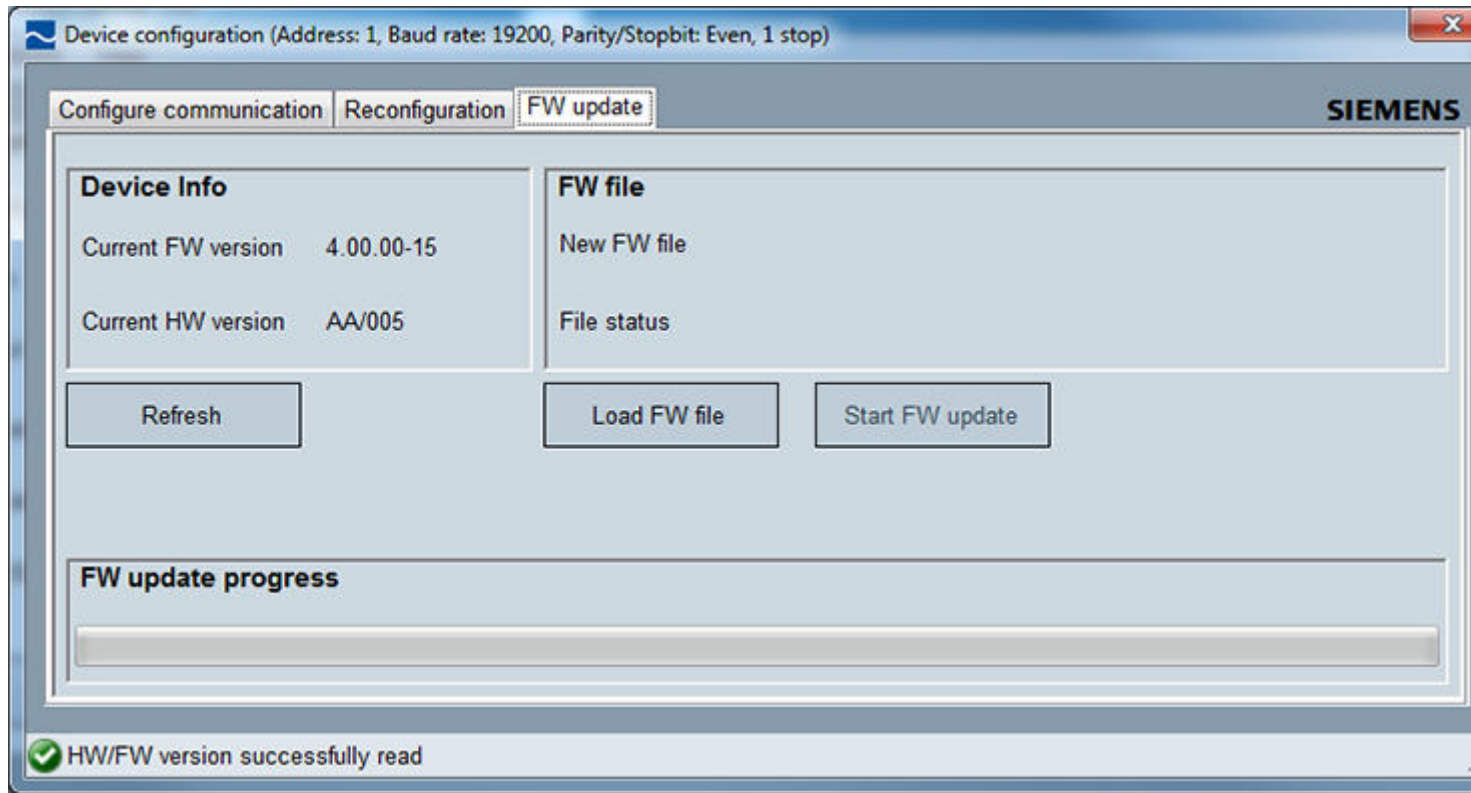 Device configuration (Address: 1, Baud rate: 19200, Parity/Stopbit: Even, 1 stop)
Configure communication Reconfiguration FW update SIEMENS
Device Info
Current FW version 4.00.00-15
Current HW version AA/005
FW file
New FW file
File status
Refresh Load FW file Start FW update
FW update progress
HW/FW version successfully read